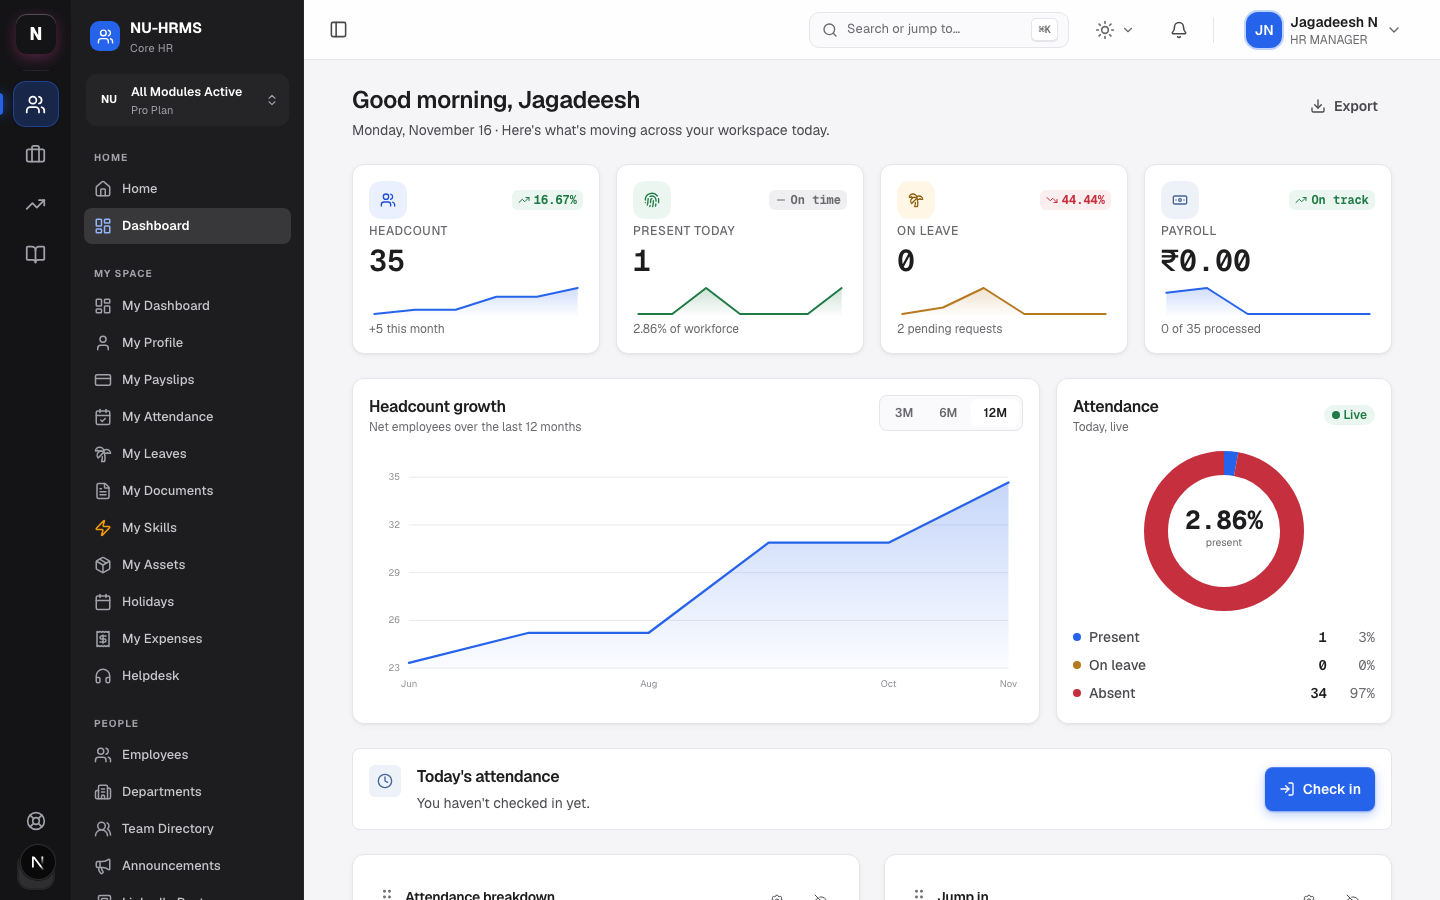 N
NU-HRMS
Core HR
NU
All Modules Active
Pro Plan
HOME
Home
Dashboard
MY SPACE
My Dashboard
My Profile
My Payslips
My Attendance
My Leaves
My Documents
My Skills
My Assets
Holidays
My Expenses
Helpdesk
PEOPLE
Employees
Departments
Team Directory
Announcements
N
Search or jump to...
⌘K
JN
Jagadeesh N
HR MANAGER
Good morning, Jagadeesh
Monday, November 16 · Here's what's moving across your workspace today.
Export
16.67%
HEADCOUNT
35
+5 this month
On time
PRESENT TODAY
1
2.86% of workforce
44.44%
ON LEAVE
0
2 pending requests
On track
PAYROLL
₹0.00
0 of 35 processed
Headcount growth
Net employees over the last 12 months
3M 6M 12M
35
32
29
26
23
Jun Aug Oct Nov
Attendance
Today, live
Live
2.86%
present
Present 1 3%
On leave 0 0%
Absent 34 97%
Today's attendance
You haven't checked in yet.
Check in
Attendance breakdown
Jump in